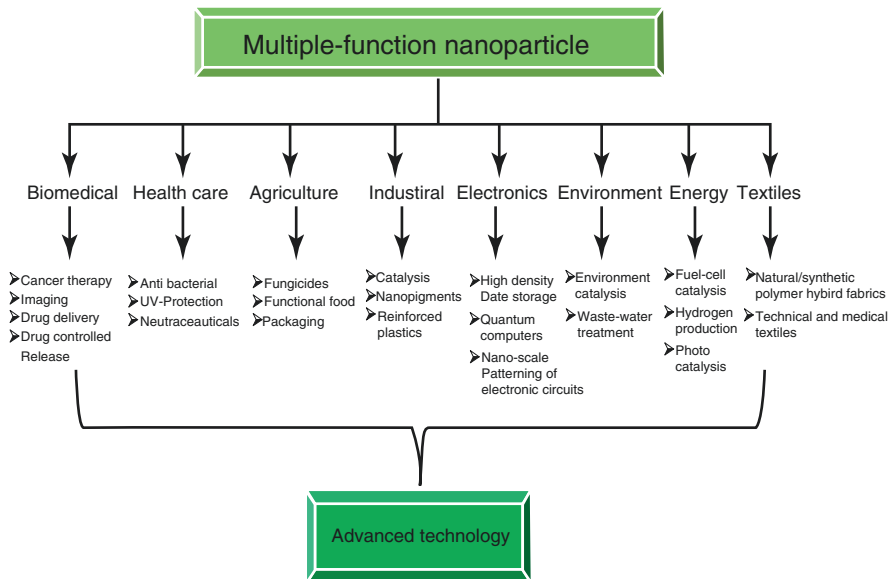 Multiple-function nanoparticle
Biomedical
Health care
Agriculture
Industiral
Electronics
Environment
Energy
Textiles
Cancer therapy
Imaging
Drug delivery
Drug controlled
Release
Anti bacterial
UV-Protection
Neutraceauticals
Fungicides
Functional food
Packaging
Catalysis
Nanopigments
Reinforced
plastics
High density
Date storage
Quantum
computers
Nano-scale
Patterning of
electronic circuits
Environment
catalysis
Waste-water
treatment
Fuel-cell
catalysis
Hydrogen
production
Photo
catalysis
Natural/synthetic
polymer hybird fabrics
Technical and medical
textiles
Advanced technology